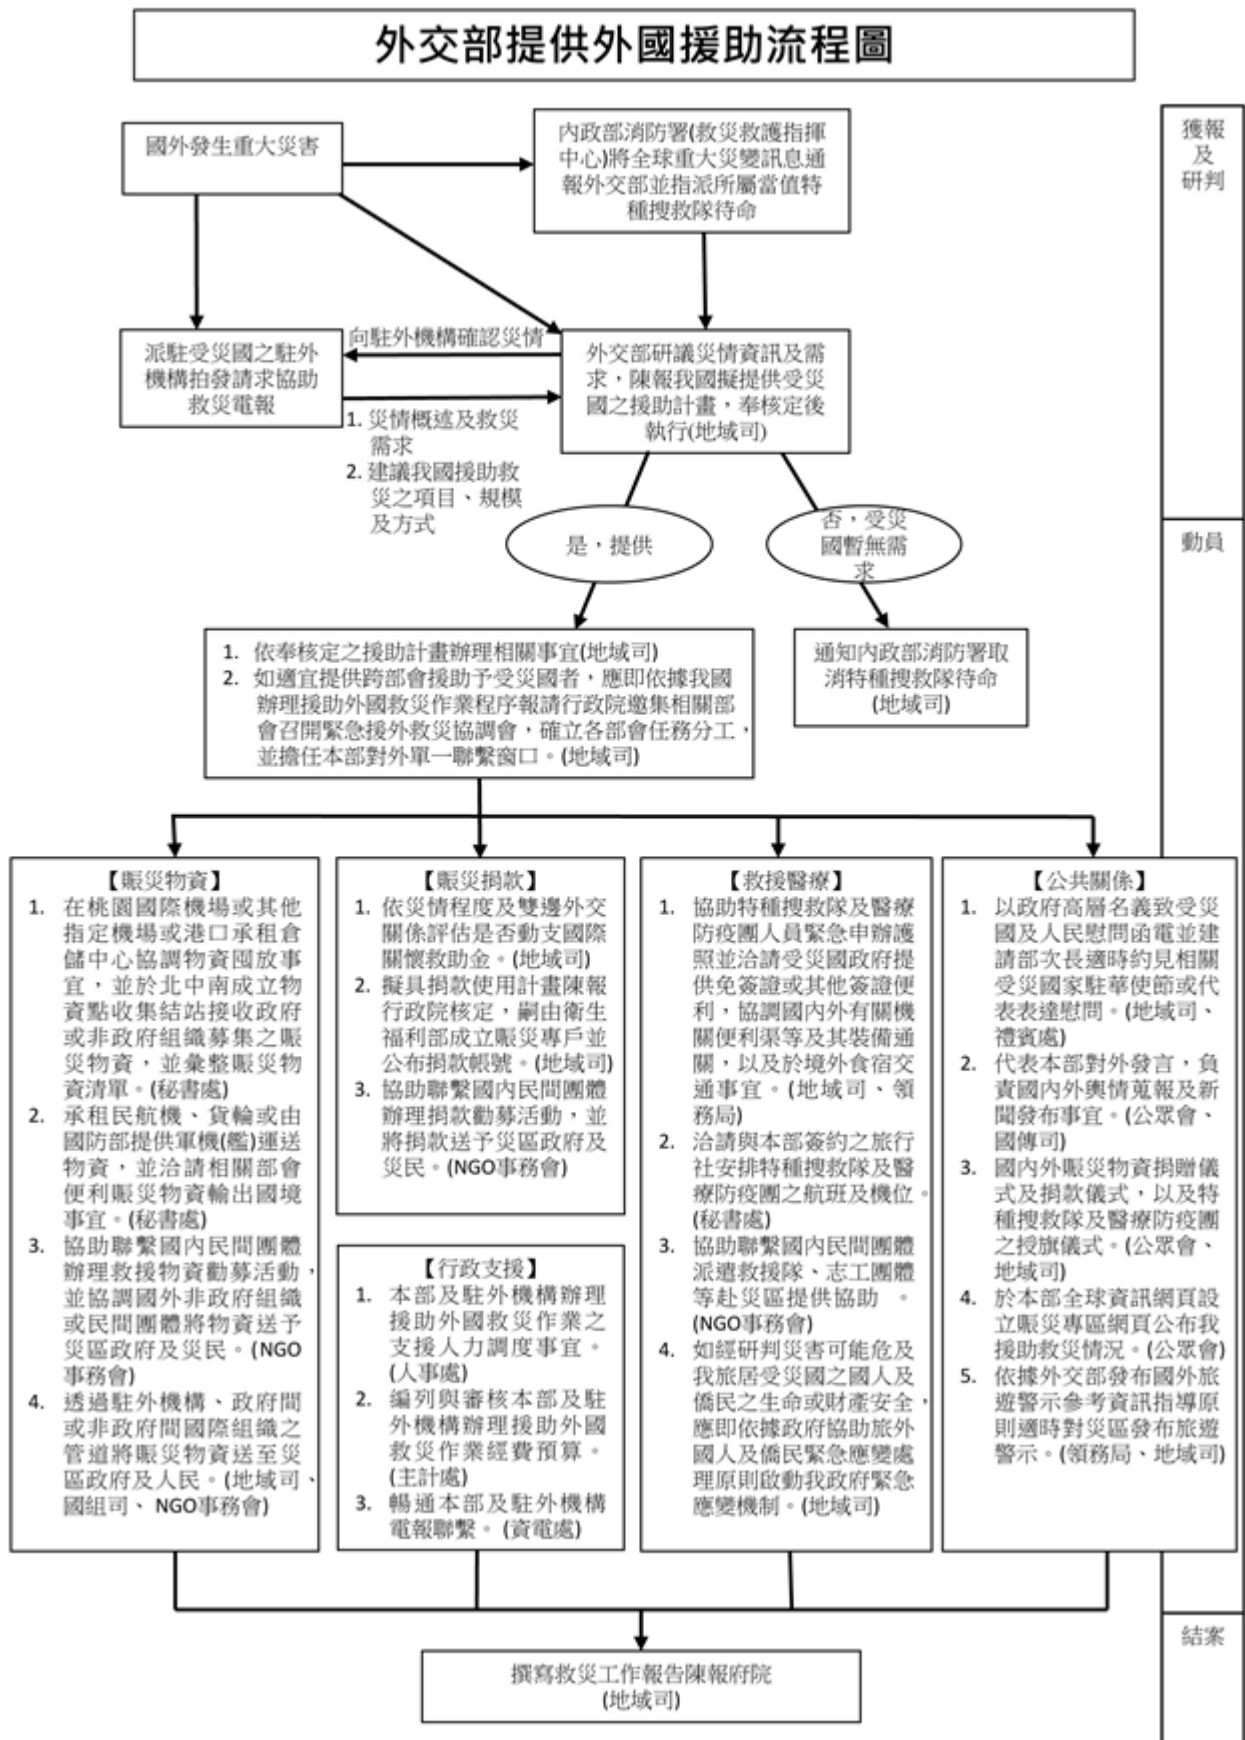 外交部提供外國援助流程圖
國外發生重大災害
內政部消防署(救災救護指揮
中心)將全球重大災變訊息通
報外交部並指派所屬當值特
種搜救隊待命
獲報
及
研判
派駐受災國之駐外
機構拍發請求協助
救災電報
向駐外機構確認災情
1. 災情概述及救災
需求
2. 建議我國援助救
災之項目、規模
及方式
外交部研議災情資訊及需
求，陳報我國擬提供受災
國之援助計畫，奉核定後
執行(地域司)
是，提供
否，受災
國暫無需
求
動員
1. 依奉核定之援助計畫辦理相關事宜(地域司)
2. 如適宜提供跨部會援助予受災國者，應即依據我國
辦理援助外國救災作業程序報請行政院邀集相關部
會召開緊急援外救災協調會，確立各部會任務分工，
並擔任本部對外單一聯繫窗口。(地域司)
通知內政部消防署取
消特種搜救隊待命
(地域司)
【賑災物資】
1. 在桃園國際機場或其他
指定機場或港口承租倉
儲中心協調物資囤放事
宜，並於北中南成立物
資點收集結站接收政府
或非政府組織募集之賑
災物資，並彙整賑災物
資清單。(秘書處)
2. 承租民航機、貨輪或由
國防部提供軍機(艦)運送
物資，並洽請相關部會
便利賑災物資輸出國境
事宜。(秘書處)
3. 協助聯繫國內民間團體
辦理救援物資勸募活動，
並協調國外非政府組織
或民間團體將物資送予
災區政府及災民。(NGO
事務會)
4. 透過駐外機構、政府間
或非政府間國際組織之
管道將賑災物資送至災
區政府及人民。(地域司、
國組司、 NGO事務會)
【賑災捐款】
1. 依災情程度及雙邊外交
關係評估是否動支國際
關懷救助金。(地域司)
2. 擬具捐款使用計畫陳報
行政院核定，嗣由衛生
福利部成立賑災專戶並
公布捐款帳號。(地域司)
3. 協助聯繫國內民間團體
辦理捐款勸募活動，並
將捐款送予災區政府及
災民。(NGO事務會)
【行政支援】
1. 本部及駐外機構辦理
援助外國救災作業之
支援人力調度事宜。
(人事處)
2. 編列與審核本部及駐
外機構辦理援助外國
救災作業經費預算。
(主計處)
3. 暢通本部及駐外機構
電報聯繫。 (資電處)
【救援醫療】
1. 協助特種搜救隊及醫療
防疫團人員緊急申辦護
照並洽請受災國政府提
供免簽證或其他簽證便
利，協調國內外有關機
關便利渠等及其裝備通
關，以及於境外食宿交
通事宜。(地域司、領
務局)
2. 洽請與本部簽約之旅行
社安排特種搜救隊及醫
療防疫團之航班及機位。
(秘書處)
3. 協助聯繫國內民間團體
派遣救援隊、志工團體
等赴災區提供協助 。
(NGO事務會)
4. 如經研判災害可能危及
我旅居受災國之國人及
僑民之生命或財產安全，
應即依據政府協助旅外
國人及僑民緊急應變處
理原則啟動我政府緊急
應變機制。(地域司)
【公共關係】
1. 以政府高層名義致受災
國及人民慰問函電並建
請部次長適時約見相關
受災國家駐華使節或代
表表達慰問。(地域司、
禮賓處)
2. 代表本部對外發言，負
責國內外輿情蒐報及新
聞發布事宜。(公眾會、
國傳司)
3. 國內外賑災物資捐贈儀
式及捐款儀式，以及特
種搜救隊及醫療防疫團
之授旗儀式。(公眾會、
地域司)
4. 於本部全球資訊網頁設
立賑災專區網頁公布我
援助救災情況。(公眾會)
5. 依據外交部發布國外旅
遊警示參考資訊指導原
則適時對災區發布旅遊
警示。(領務局、地域司)
結案
撰寫救災工作報告陳報府院
(地域司)